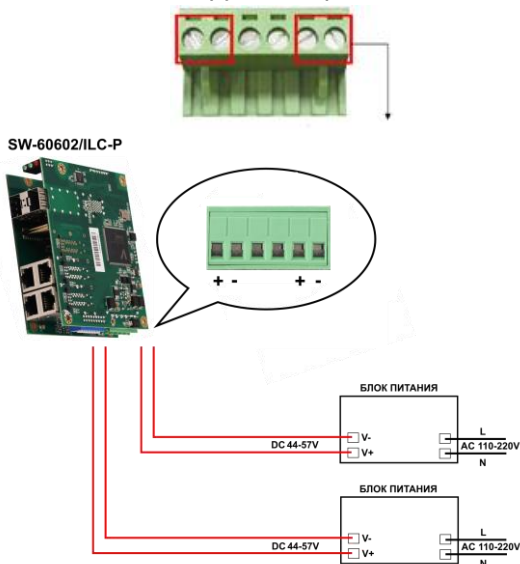 SW-60602/ILC-P
+ - + -
БЛОК ПИТАНИЯ
V-
V+
DC 44-57V
L
AC 110-220V
N
БЛОК ПИТАНИЯ
V-
V+
DC 44-57V
L
AC 110-220V
N